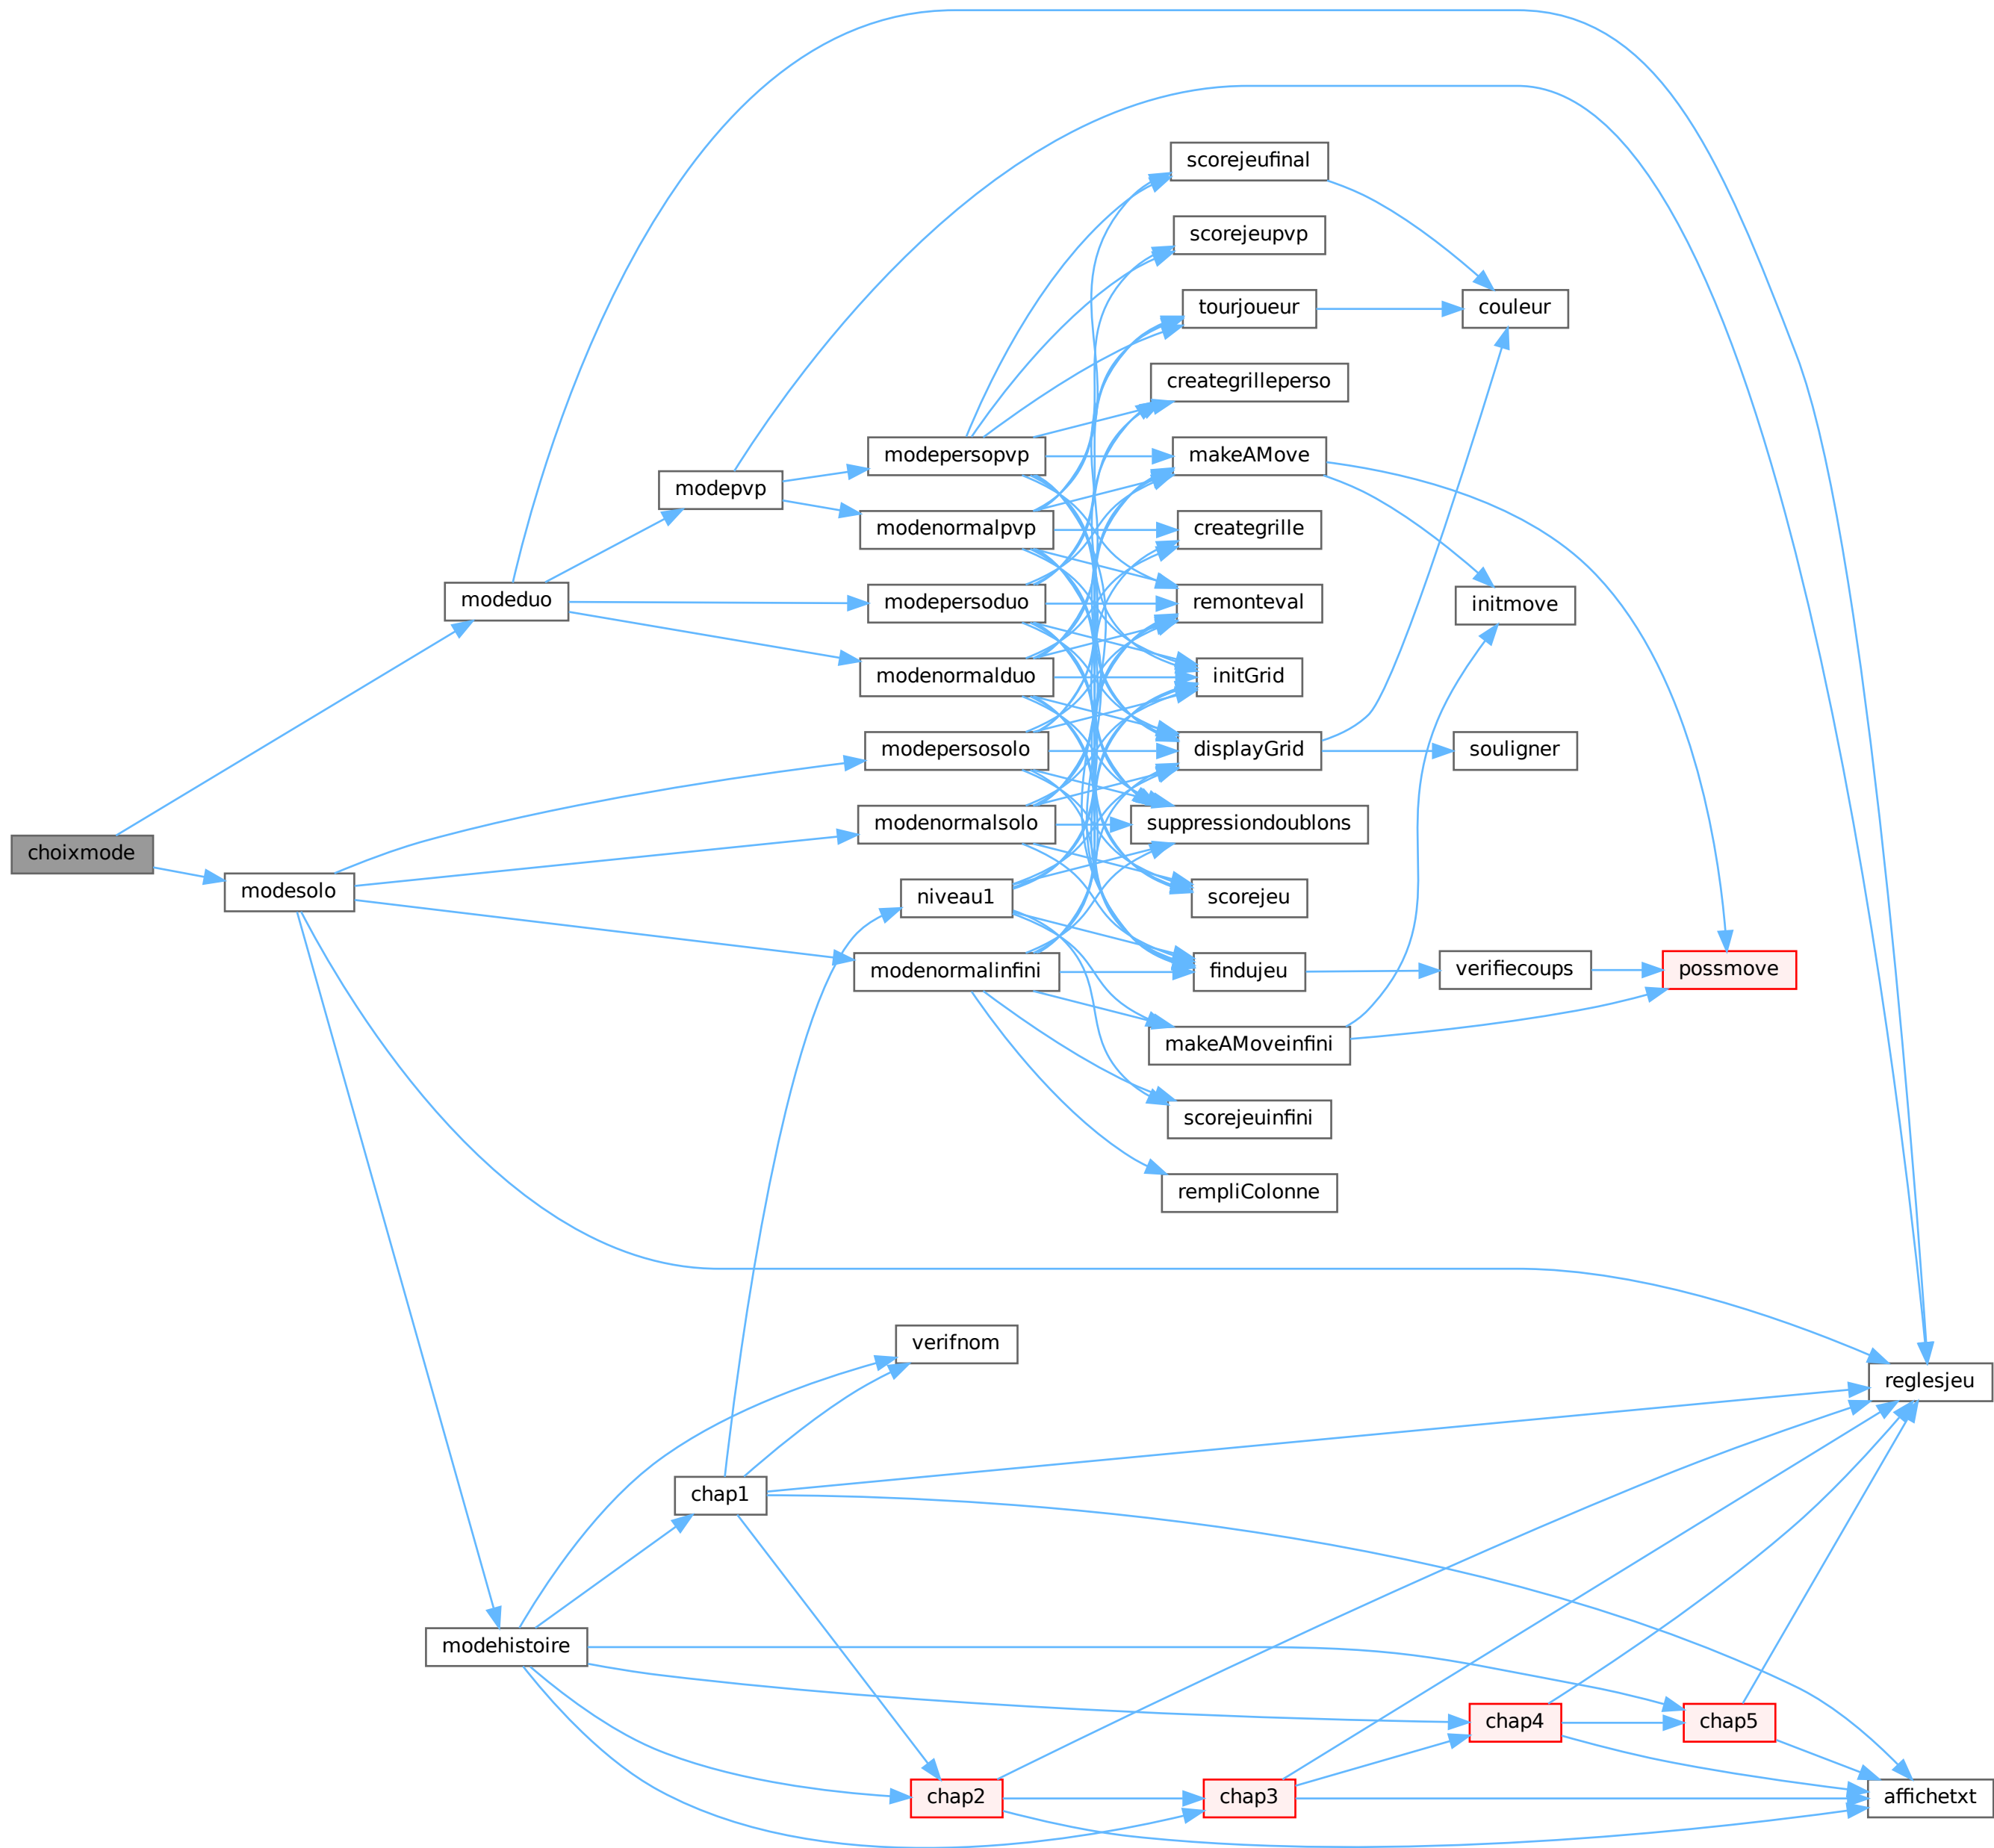 scorejeufinal
scorejeupvp
tourjoueur
couleur
creategrilleperso
modepersopvp
makeAMove
modepvp
modenormalpvp
creategrille
modeduo
modepersoduo
remonteval
initmove
modenormalduo
initGrid
modepersosolo
displayGrid
souligner
choixmode
modenormalsolo
suppressiondoublons
modesolo
niveau1
scorejeu
modenormalinfini
findujeu
verifiecoups
possmove
makeAMoveinfini
scorejeuinfini
rempliColonne
verifnom
reglesjeu
chap1
modehistoire
chap4
chap5
chap2
chap3
affichetxt